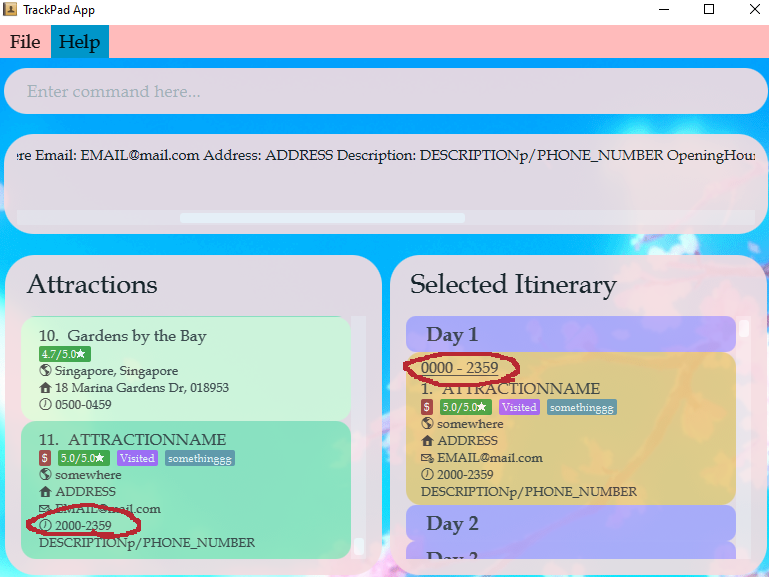 TrackPad App
File Help
Enter command here...
re Email: EMAIL@mail.com Address: ADDRESS Description: DESCRIPTIONp/PHONE_NUMBER OpeningHou
Attractions
10. Gardens by the Bay
4.7/5.0★
Singapore, Singapore
18 Marina Gardens Dr, 018953
0500-0459
11. ATTRACTIONNAME
$ 5.0/5.0★ Visited somethinggg
somewhere
ADDRESS
EMAIL@mail.com
2000-2359
DESCRIPTIONp/PHONE_NUMBER
Selected Itinerary
Day 1
0000 - 2359
1. ATTRACTIONNAME
$ 5.0/5.0★ Visited somethinggg
somewhere
ADDRESS
EMAIL@mail.com
2000-2359
DESCRIPTIONp/PHONE_NUMBER
Day 2